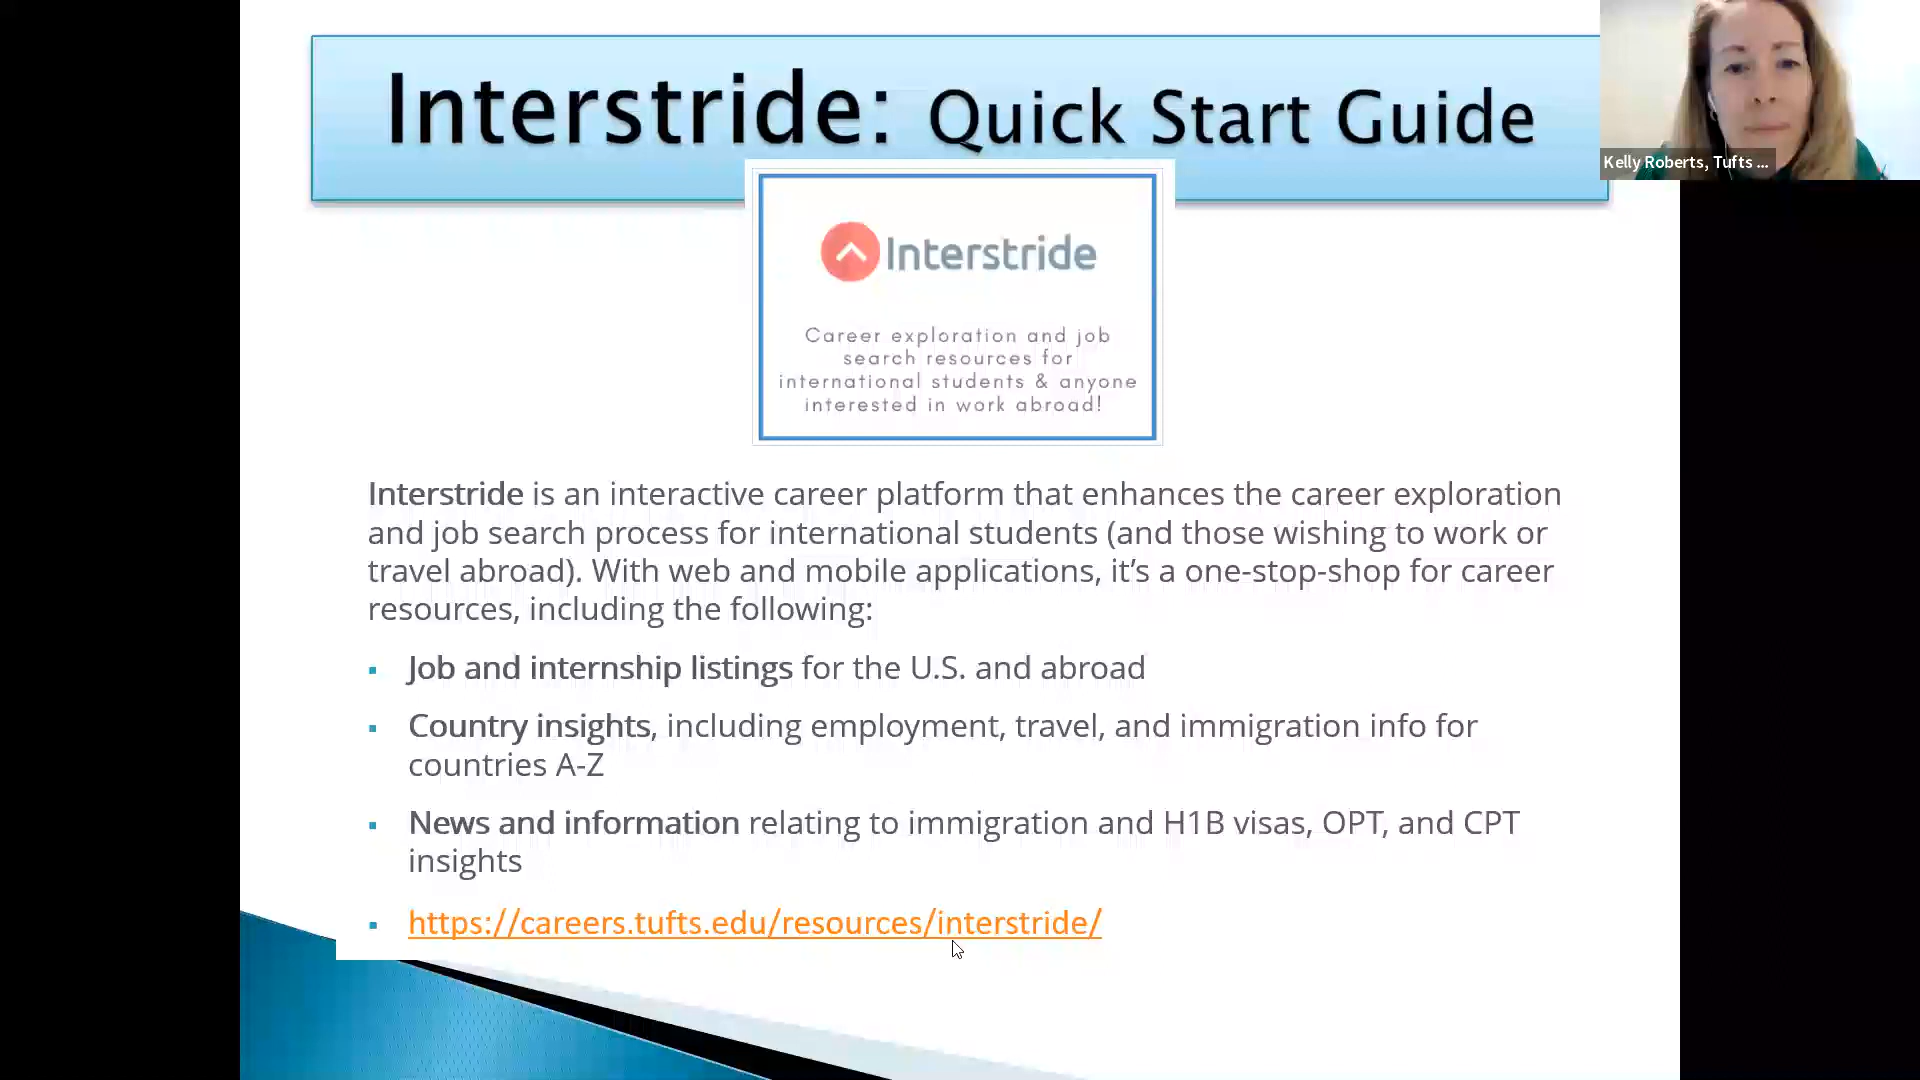 Interstride: Quick Start Guide
Kelly Roberts, Tufts ...
Interstride
Career exploration and job
search resources for
international students & anyone
interested in work abroad!
Interstride is an interactive career platform that enhances the career exploration
and job search process for international students (and those wishing to work or
travel abroad). With web and mobile applications, it’s a one-stop-shop for career
resources, including the following:
▪ Job and internship listings for the U.S. and abroad
▪ Country insights, including employment, travel, and immigration info for
countries A-Z
▪ News and information relating to immigration and H1B visas, OPT, and CPT
insights
▪ https://careers.tufts.edu/resources/interstride/